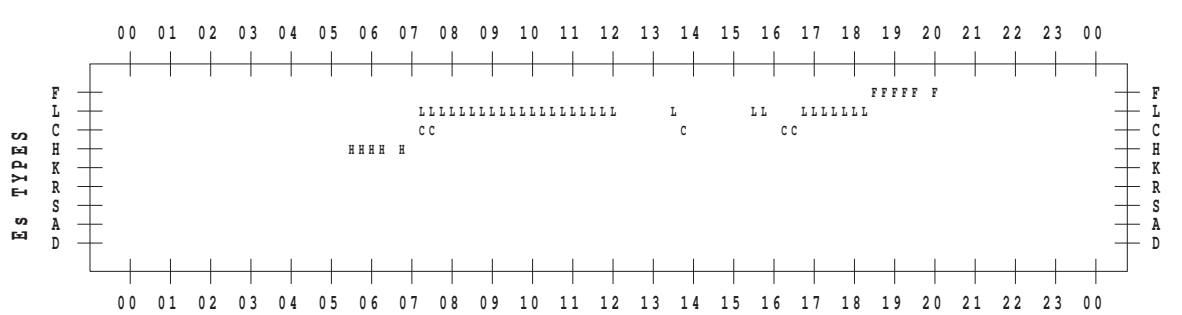 00 01 02 03 04 05 06 07 08 09 10 11 12 13 14 15 16 17 18 19 20 21 22 23 00
Es TYPES
F FFFFF F F
L LLLLLLLLLLLLLLLLLLLL L LL LLLLLLL L
C CC C CC C
H HHHH H H
K K
R R
S S
A A
D D
00 01 02 03 04 05 06 07 08 09 10 11 12 13 14 15 16 17 18 19 20 21 22 23 00